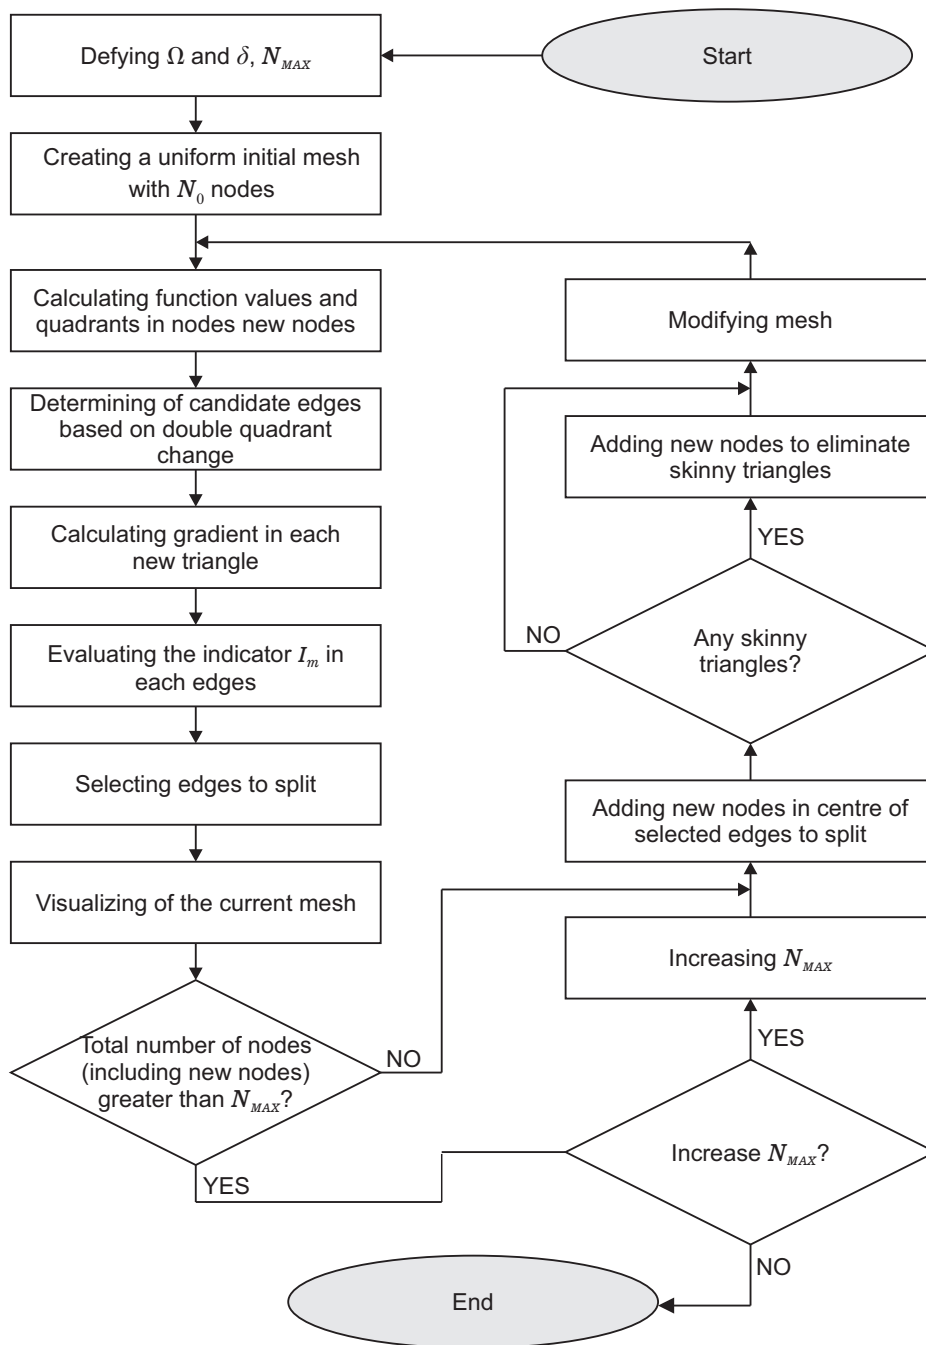 Start
Defying Ω and δ, N_MAX
Creating a uniform initial mesh
with N_0 nodes
Calculating function values and
quadrants in nodes new nodes
Determining of candidate edges
based on double quadrant
change
Calculating gradient in each
new triangle
Evaluating the indicator I_m in
each edges
Selecting edges to split
Visualizing of the current mesh
Total number of nodes
(including new nodes)
greater than N_MAX?
NO
YES
Modifying mesh
Adding new nodes to eliminate
skinny triangles
YES
NO
Any skinny
triangles?
Adding new nodes in centre of
selected edges to split
Increasing N_MAX
YES
Increase N_MAX?
NO
End